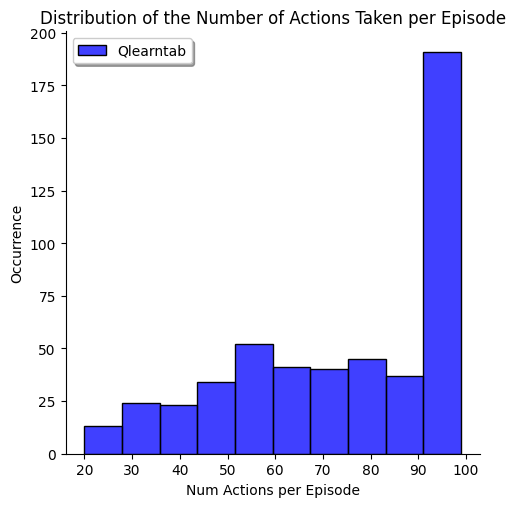 Distribution of the Number of Actions Taken per Episode
Qlearntab
200
175
150
125
100
75
50
25
0
Occurrence
20 30 40 50 60 70 80 90 100
Num Actions per Episode